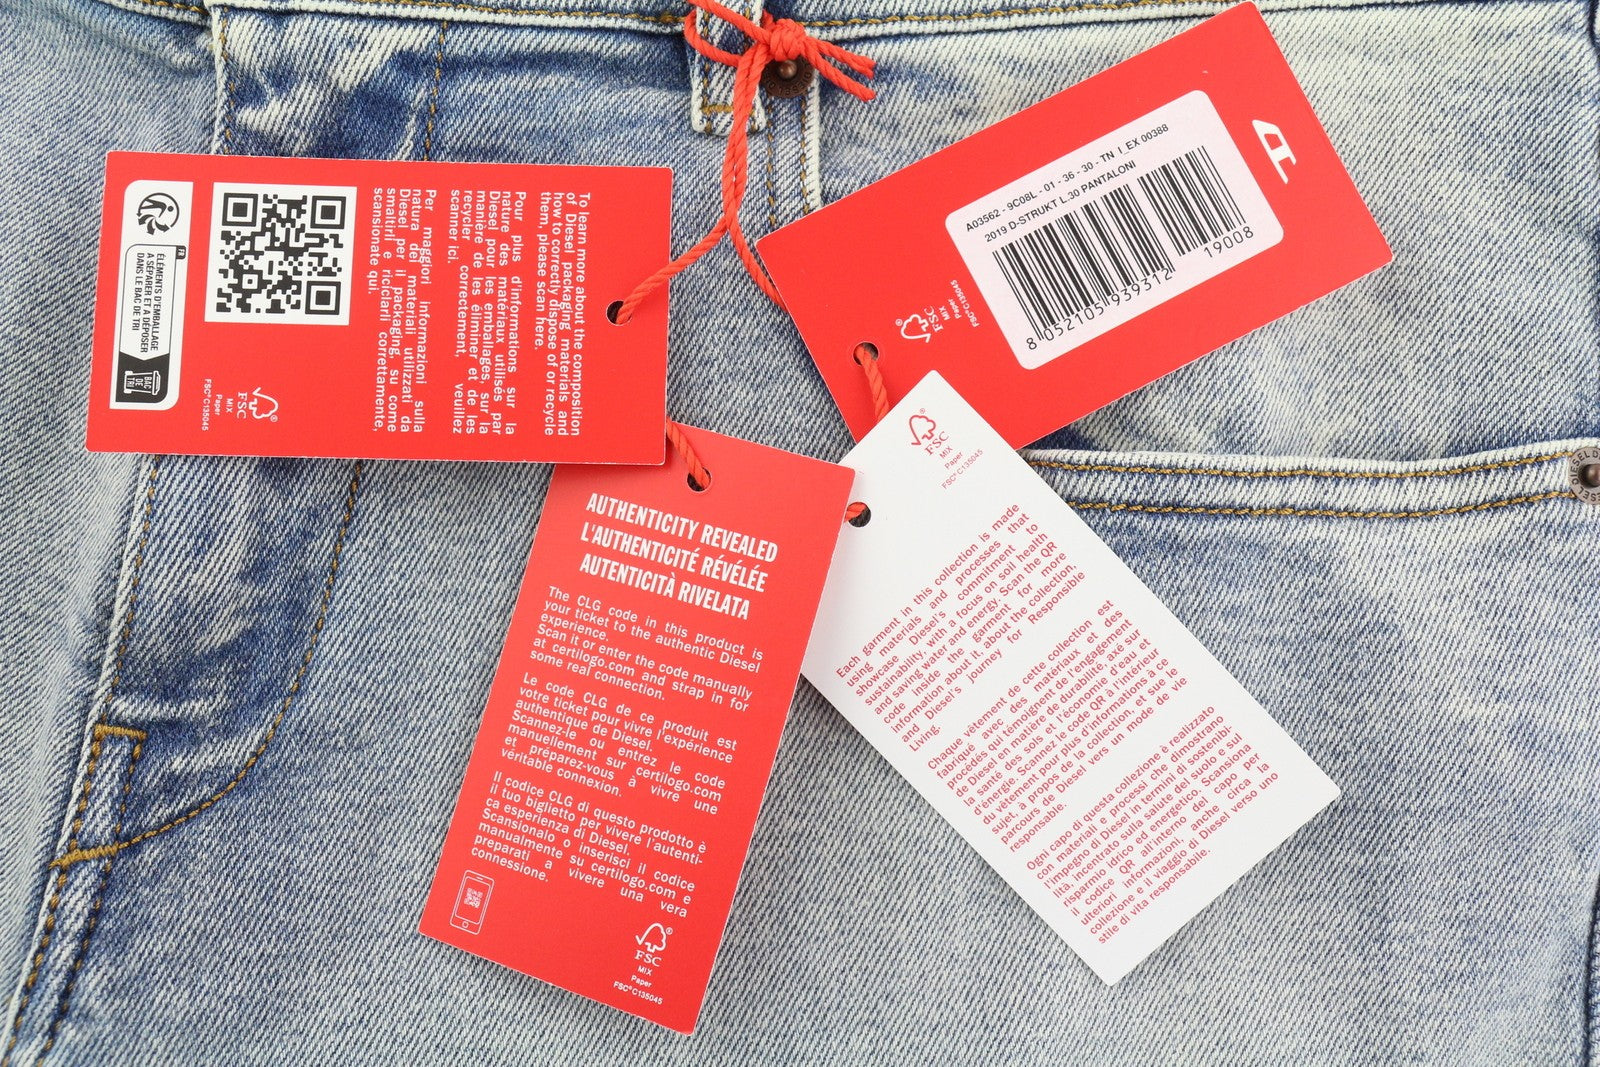 To learn more about the composition
of Diesel packaging materials and
how to correctly dispose of or recycle
them, please scan here.
Pour plus d'informations sur la
nature des matériaux utilisés par
Diesel pour les emballages, sur la
manière de les éliminer et de les
recycler correctement, veuillez
scanner ici.
Per maggiori informazioni sulla
natura dei materiali utilizzati da
Diesel per il packaging, su come
smaltirli e riciclarli correttamente,
scansionate qui.
FR
ÉLÉMENTS D'EMBALLAGE
À SÉPARER ET À DÉPOSER
DANS LE BAC DE TRI
BAC
DE
TRI
FSC®
MIX
Paper
FSC® C135045
A03562 - 9C08L - 01 - 36 - 30 - TN I_EX 00388
2019 D-STRUKT L.30 PANTALONI
8 052105 939312
19008
FSC
MIX
Paper
FSC® C135045
AUTHENTICITY REVEALED
L'AUTHENTICITÉ RÉVÉLÉE
AUTENTICITÀ RIVELATA
The CLG code in this product is
your ticket to the authentic Diesel
experience.
Scan it or enter the code manually
at certilogo.com and strap in for
some real connection.
Le code CLG de ce produit est
votre ticket pour vivre l'expérience
authentique de Diesel.
Scannez-le ou entrez le code
manuellement sur certilogo.com
et préparez-vous à vivre une
véritable connexion.
Il codice CLG di questo prodotto è
il tuo biglietto per vivere l'autenti-
ca esperienza di Diesel.
Scansionalo o inserisci il codice
manualmente su certilogo.com e
preparati a vivere una vera
connessione.
FSC
MIX
Paper
FSC® C135045
FSC
MIX
Paper
FSC® C135045
Each garment in this collection is made
using materials and processes that
showcase Diesel's commitment to
sustainability, with a focus on soil health
and saving water and energy. Scan the QR
code inside the garment for more
information about it, about the collection,
and Diesel's journey for Responsible
Living.
Chaque vêtement de cette collection est
fabriqué avec des matériaux et des
procédés qui témoignent de l'engagement
de Diesel en matière de durabilité, axé sur
la santé des sols et l'économie d'eau et
d'énergie. Scannez le code QR à l'intérieur
du vêtement pour plus d'informations à ce
sujet, à propos de la collection, et sue le
parcours de Diesel vers un mode de vie
responsable.
Ogni capo di questa collezione è realizzato
con materiali e processi che dimostrano
l'impegno di Diesel in termini di sostenibi-
lità, incentrato sulla salute del suolo e sul
risparmio idrico ed energetico. Scansiona
il codice QR all'interno del capo per
ulteriori informazioni, anche circa la
collezione e il viaggio di Diesel verso uno
stile di vita responsabile.
DIESEL